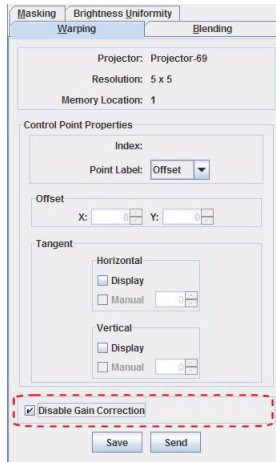 Masking Brightness Uniformity
Warping Blending
Projector: Projector-69
Resolution: 5 x 5
Memory Location: 1
Control Point Properties
Index:
Point Label: Offset
Offset
X: 0 Y: 0
Tangent
Horizontal
Display
Manual 0
Vertical
Display
Manual 0
Disable Gain Correction
Save Send